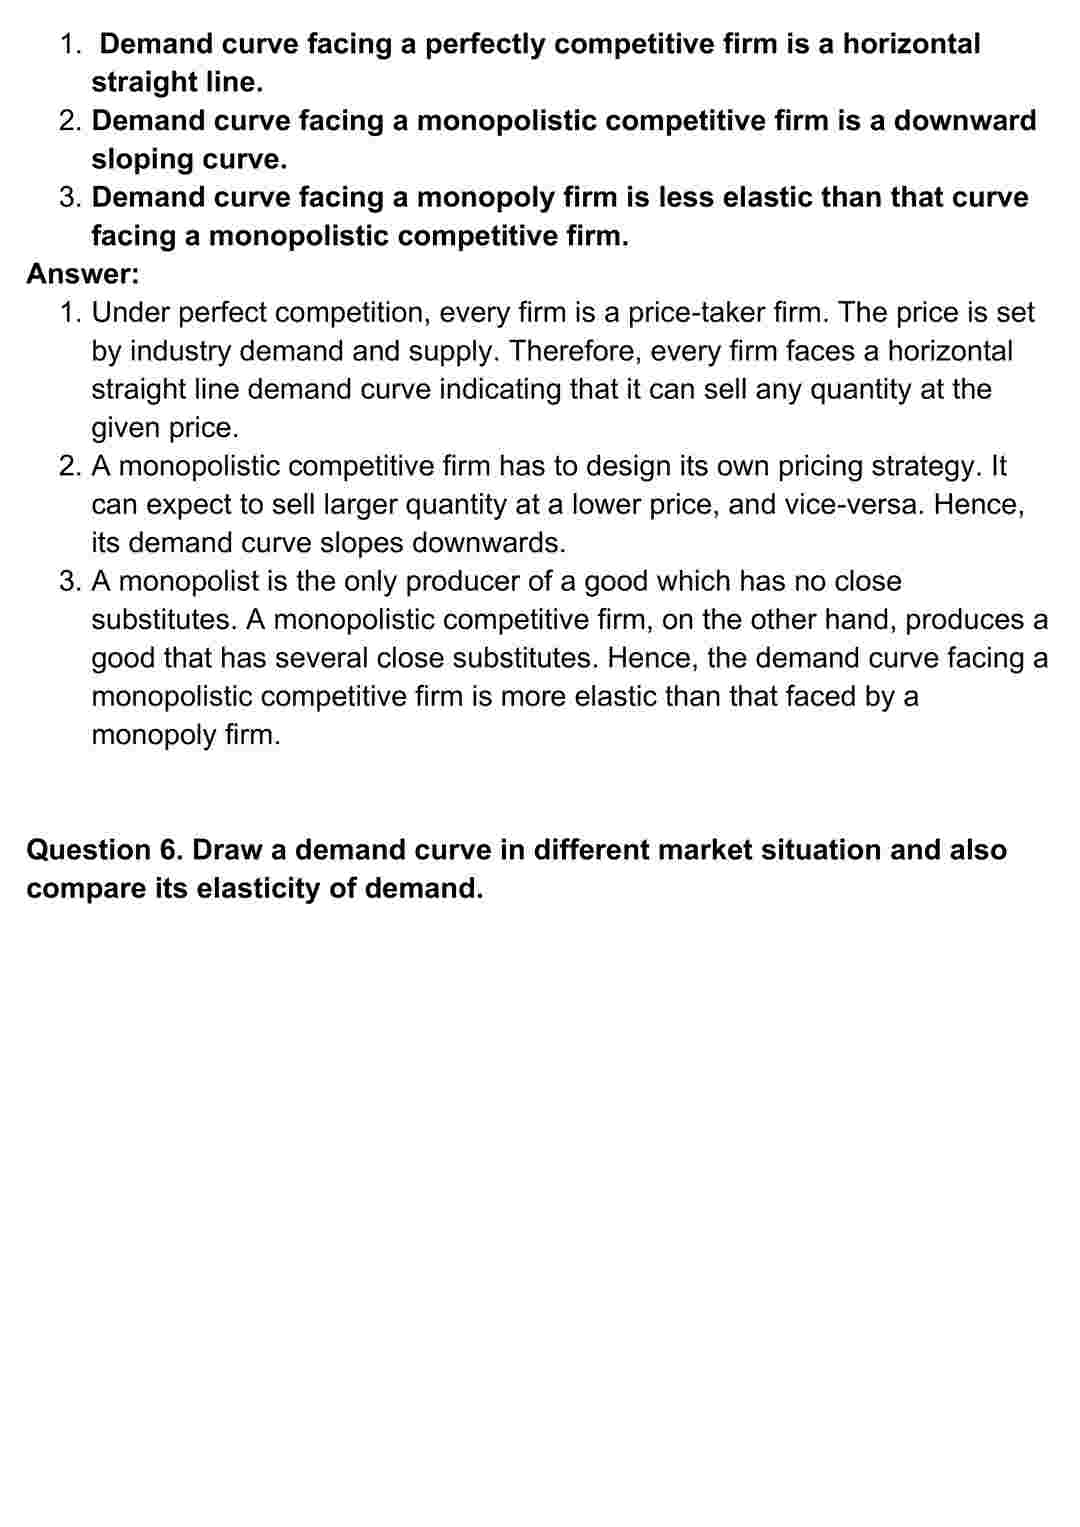 1. Demand curve facing a perfectly competitive firm is a horizontal
straight line.
2. Demand curve facing a monopolistic competitive firm is a downward
sloping curve.
3. Demand curve facing a monopoly firm is less elastic than that curve
facing a monopolistic competitive firm.
Answer:
1. Under perfect competition, every firm is a price-taker firm. The price is set
by industry demand and supply. Therefore, every firm faces a horizontal
straight line demand curve indicating that it can sell any quantity at the
given price.
2. A monopolistic competitive firm has to design its own pricing strategy. It
can expect to sell larger quantity at a lower price, and vice-versa. Hence,
its demand curve slopes downwards.
3. A monopolist is the only producer of a good which has no close
substitutes. A monopolistic competitive firm, on the other hand, produces a
good that has several close substitutes. Hence, the demand curve facing a
monopolistic competitive firm is more elastic than that faced by a
monopoly firm.
Question 6. Draw a demand curve in different market situation and also
compare its elasticity of demand.